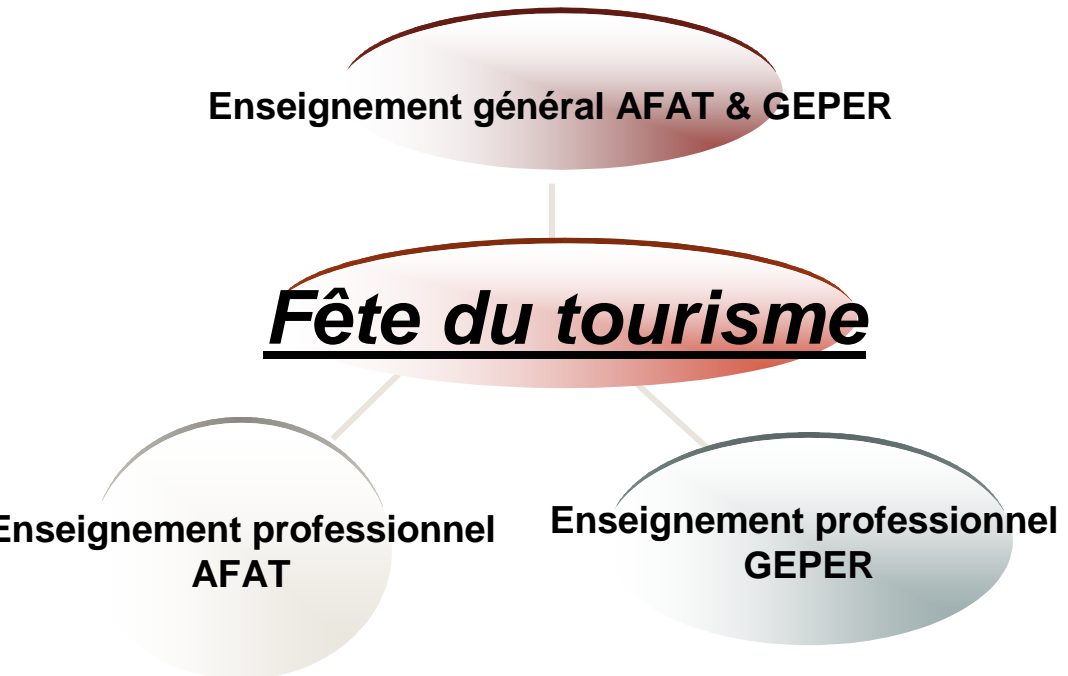 Enseignement général AFAT & GEPER
Fête du tourisme
Enseignement professionnel
AFAT
Enseignement professionnel
GEPER